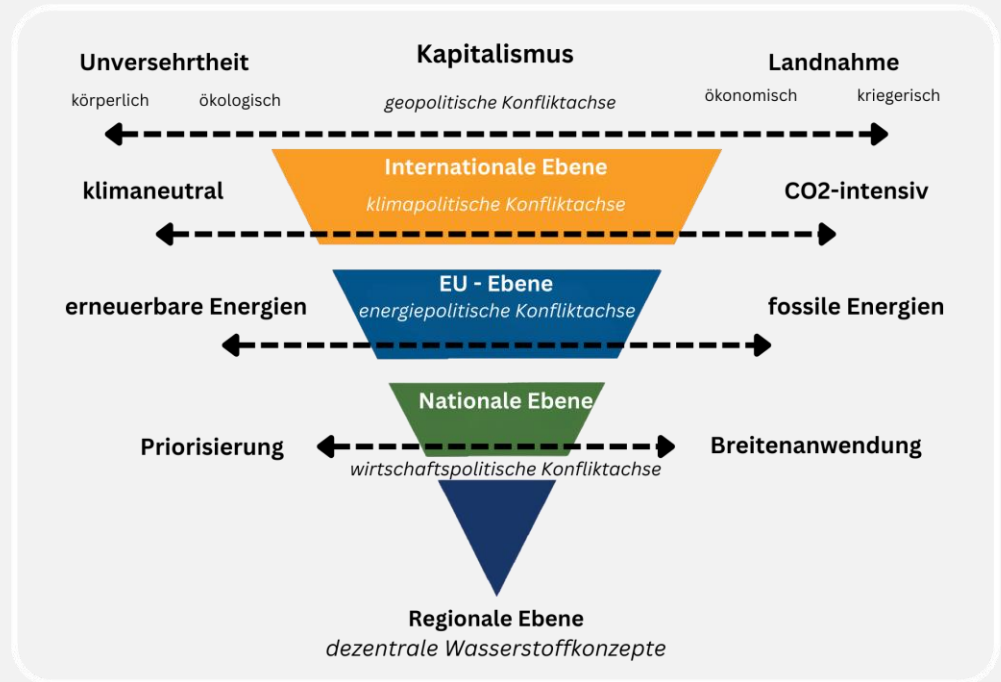 Unversehrtheit
Kapitalismus
Landnahme
körperlich ökologisch
geopolitische Konfliktachse
ökonomisch kriegerisch
Internationale Ebene
klimaneutral
klimapolitische Konfliktachse
CO2-intensiv
EU - Ebene
erneuerbare Energien
energiepolitische Konfliktachse
fossile Energien
Nationale Ebene
Priorisierung
Breitenanwendung
wirtschaftspolitische Konfliktachse
Regionale Ebene
dezentrale Wasserstoffkonzepte